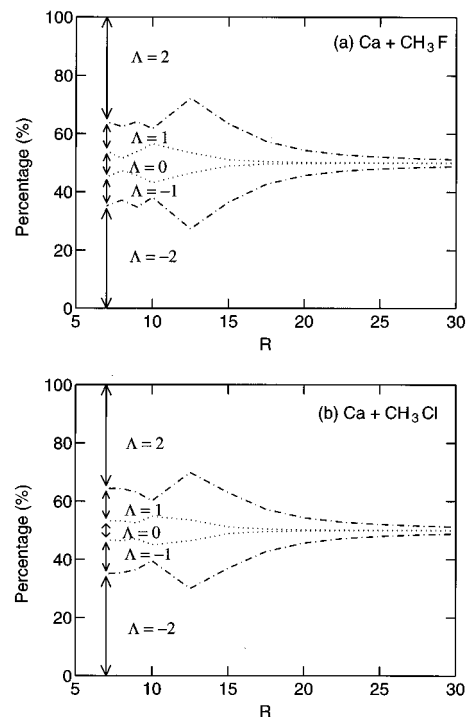 (a) Ca + CH₃F
Percentage (%)
100
80
60
40
20
0
Λ = 2
Λ = 1
Λ = 0
Λ = −1
Λ = −2
5
10
15
20
25
30
R
(b) Ca + CH₃Cl
Percentage (%)
100
80
60
40
20
0
Λ = 2
Λ = 1
Λ = 0
Λ = −1
Λ = −2
5
10
15
20
25
30
R